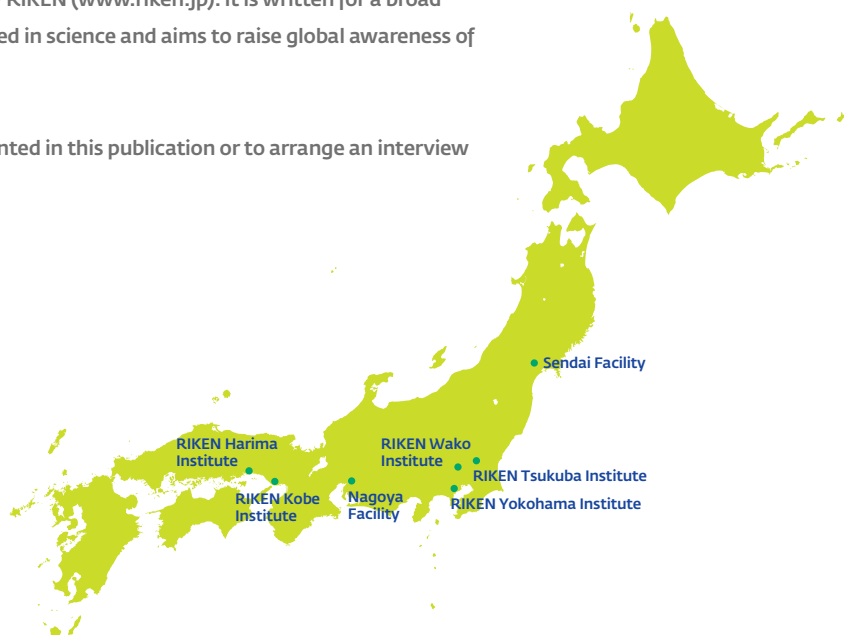 RIKEN (www.riken.jp). It is written for a broad
ed in science and aims to raise global awareness of
nted in this publication or to arrange an interview
Sendai Facility
RIKEN Harima
Institute
RIKEN Wako
Institute
RIKEN Tsukuba Institute
RIKEN Kobe
Institute
Nagoya
Facility
RIKEN Yokohama Institute